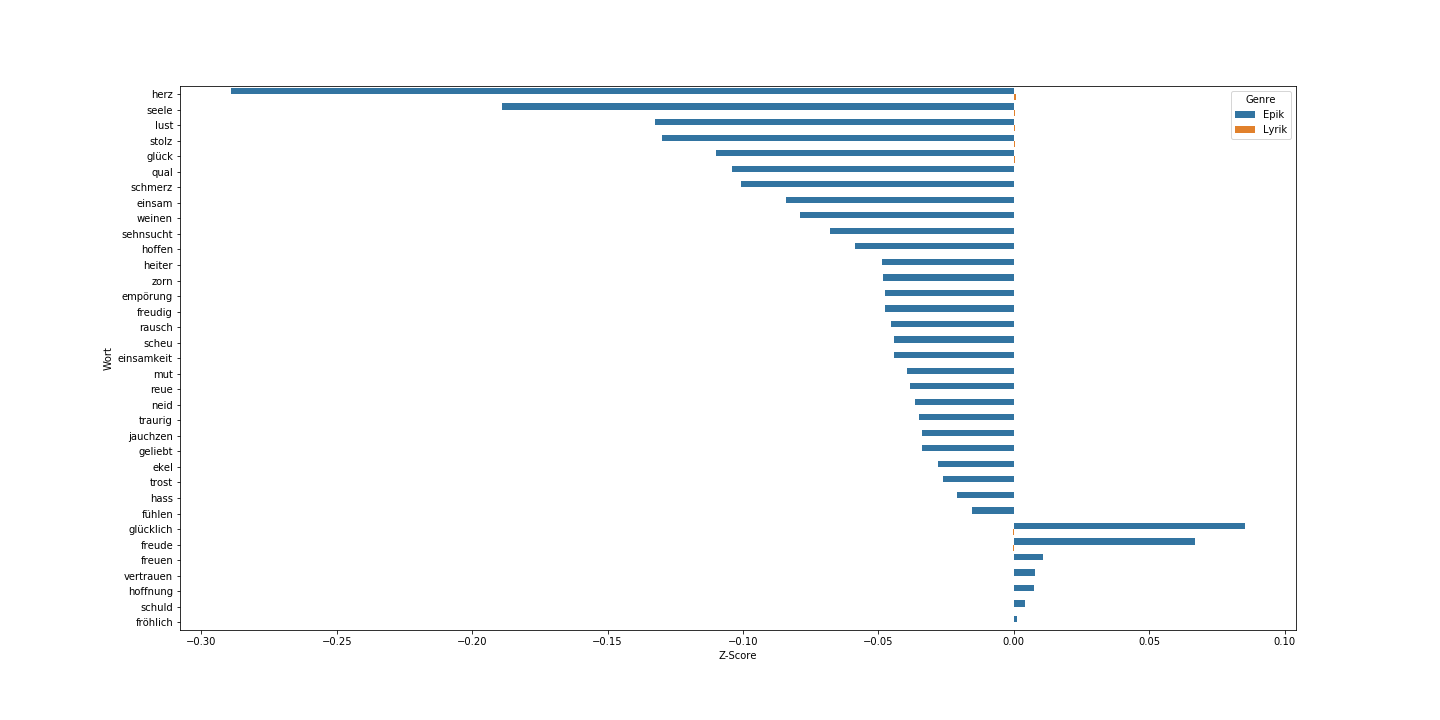 herz
seele
lust
stolz
glück
qual
schmerz
einsam
weinen
sehnsucht
hoffen
heiter
zorn
empörung
freudig
rausch
scheu
einsamkeit
mut
reue
neid
traurig
jauchzen
geliebt
ekel
trost
hass
fühlen
glücklich
freude
freuen
vertrauen
hoffnung
schuld
fröhlich
Wort
Genre
Epik
Lyrik
−0.30 −0.25 −0.20 −0.15 −0.10 −0.05 0.00 0.05 0.10
Z-Score